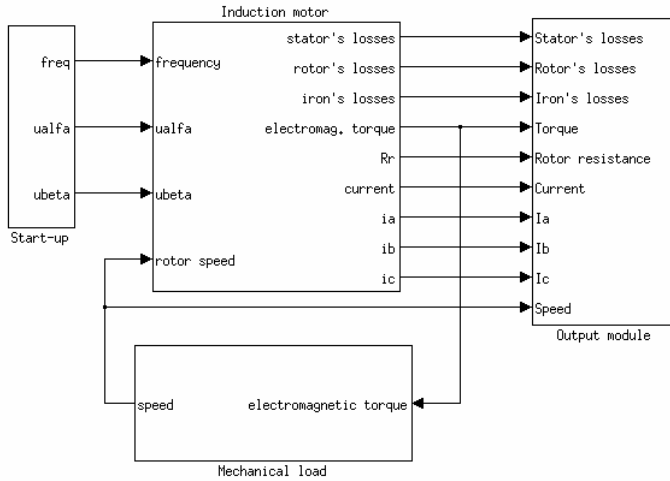 Induction motor
freq
ualfa
ubeta
Start-up
frequency
ualfa
ubeta
rotor speed
stator's losses
rotor's losses
iron's losses
electromag. torque
Rr
current
ia
ib
ic
Stator's losses
Rotor's losses
Iron's losses
Torque
Rotor resistance
Current
Ia
Ib
Ic
Speed
Output module
speed
electromagnetic torque
Mechanical load